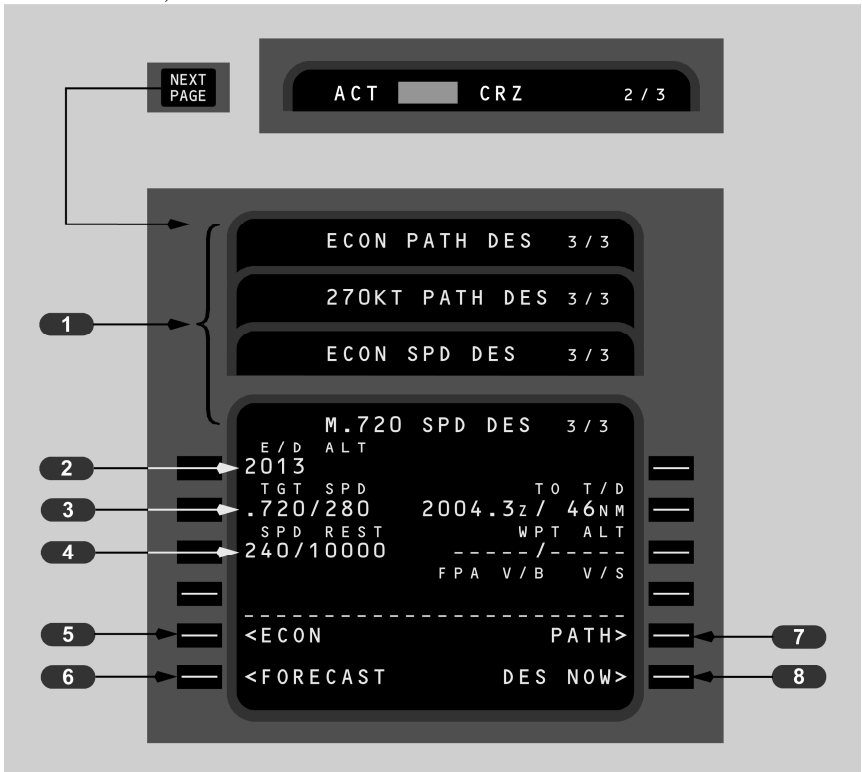 NEXT
PAGE
ACT CRZ 2/3
ECON PATH DES 3/3
270KT PATH DES 3/3
1
ECON SPD DES 3/3
M.720 SPD DES 3/3
E/D ALT
2
2013
TGT SPD TO T/D
3
.720/280 2004.3z/ 46NM
SPD REST WPT ALT
4
240/10000 -----/-----
FPA V/B V/S
----------------------------
5
<ECON PATH>
7
6
<FORECAST DES NOW>
8